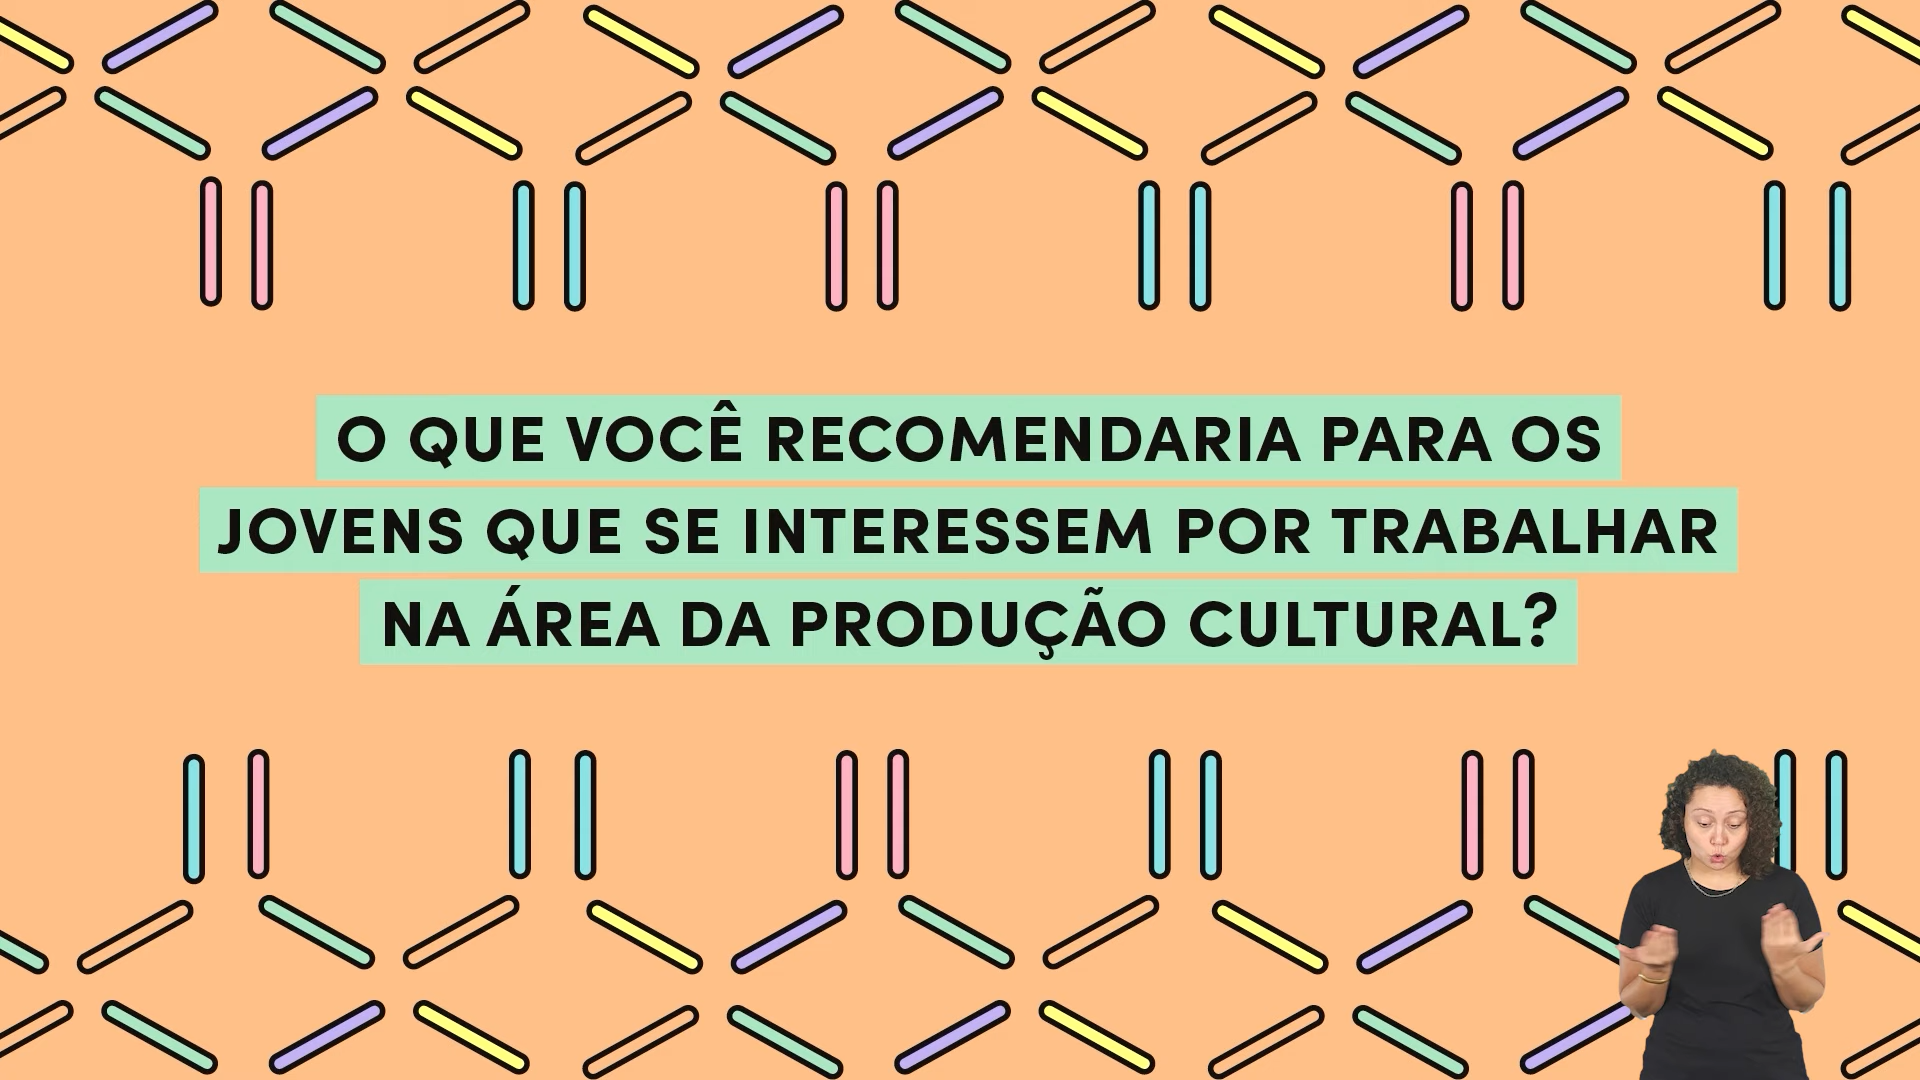 O QUE VOCÊ RECOMENDARIA PARA OS
JOVENS QUE SE INTERESSEM POR TRABALHAR
NA ÁREA DA PRODUÇÃO CULTURAL?